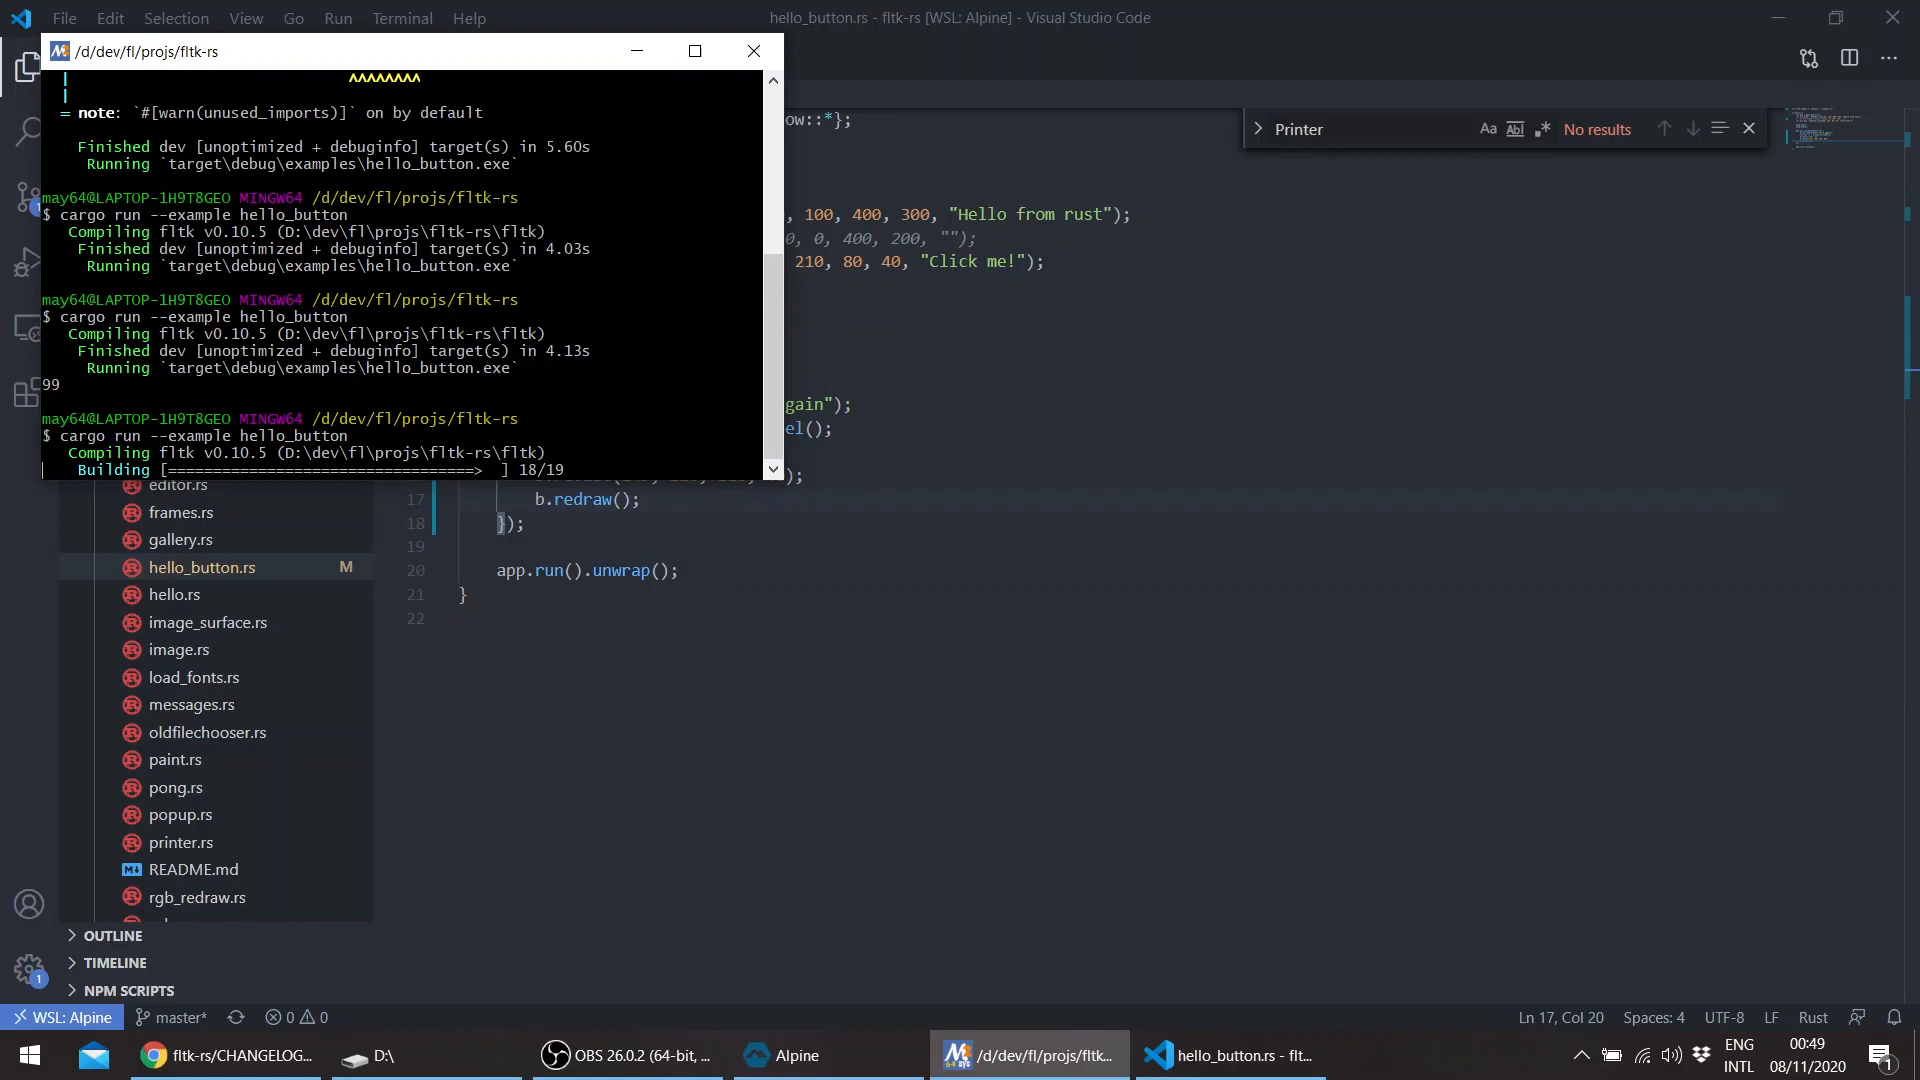 File Edit Selection View Go Run Terminal Help
hello_button.rs - fltk-rs [WSL: Alpine] - Visual Studio Code
/d/dev/fl/projs/fltk-rs
| ^^^^^^^^
|
= note: `#[warn(unused_imports)]` on by default
Finished dev [unoptimized + debuginfo] target(s) in 5.60s
Running `target\debug\examples\hello_button.exe`
may64@LAPTOP-1H9T8GEO MINGW64 /d/dev/fl/projs/fltk-rs
$ cargo run --example hello_button
Compiling fltk v0.10.5 (D:\dev\fl\projs\fltk-rs\fltk)
Finished dev [unoptimized + debuginfo] target(s) in 4.03s
Running `target\debug\examples\hello_button.exe`
may64@LAPTOP-1H9T8GEO MINGW64 /d/dev/fl/projs/fltk-rs
$ cargo run --example hello_button
Compiling fltk v0.10.5 (D:\dev\fl\projs\fltk-rs\fltk)
Finished dev [unoptimized + debuginfo] target(s) in 4.13s
Running `target\debug\examples\hello_button.exe`
99
may64@LAPTOP-1H9T8GEO MINGW64 /d/dev/fl/projs/fltk-rs
$ cargo run --example hello_button
Compiling fltk v0.10.5 (D:\dev\fl\projs\fltk-rs\fltk)
Building [==================================> ] 18/19
ow::*};
Printer Aa Ab| .* No results
, 100, 400, 300, "Hello from rust");
0, 0, 400, 200, "");
210, 80, 40, "Click me!");
gain");
el();
);
17 b.redraw();
18 });
19
20 app.run().unwrap();
21 }
22
editor.rs
frames.rs
gallery.rs
hello_button.rs M
hello.rs
image_surface.rs
image.rs
load_fonts.rs
messages.rs
oldfilechooser.rs
paint.rs
pong.rs
popup.rs
printer.rs
README.md
rgb_redraw.rs
OUTLINE
TIMELINE
NPM SCRIPTS
1
1
WSL: Alpine master* 0 0
Ln 17, Col 20 Spaces: 4 UTF-8 LF Rust
fltk-rs/CHANGELOG...
D:\
OBS 26.0.2 (64-bit, ...
Alpine
/d/dev/fl/projs/fltk...
hello_button.rs - flt...
ENG
INTL
00:49
08/11/2020
1